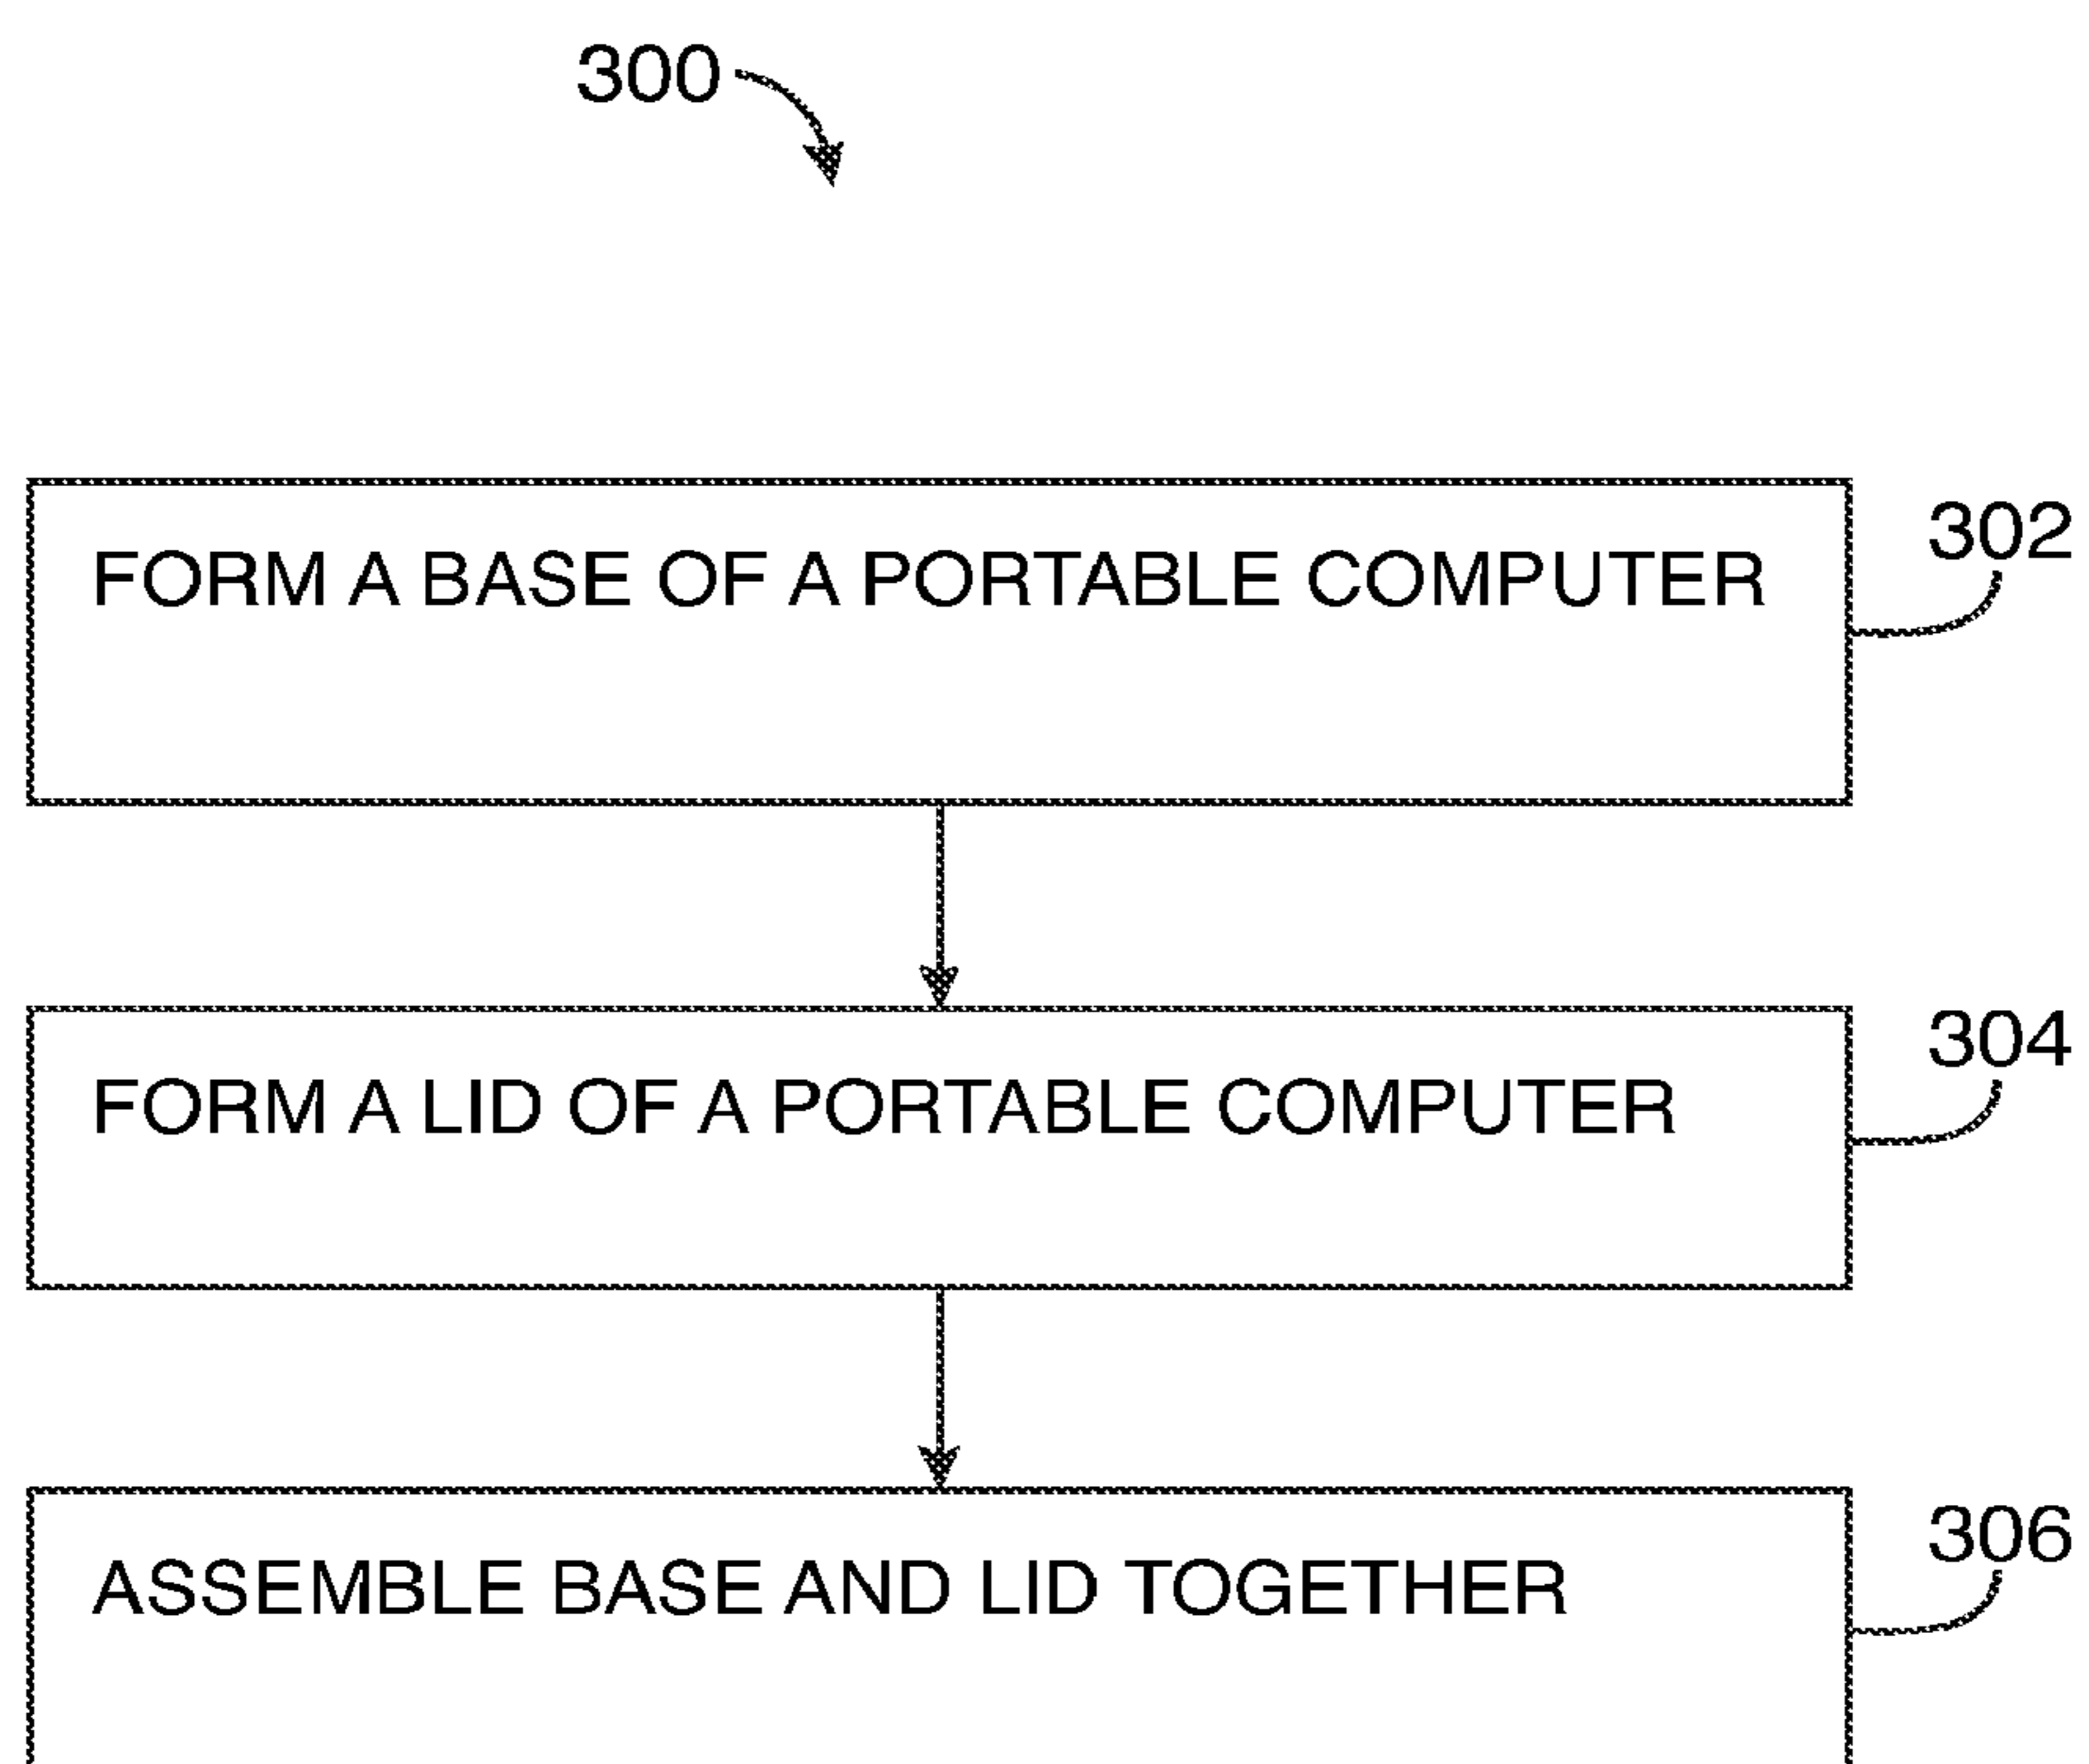 300
FORM A BASE OF A PORTABLE COMPUTER
302
FORM A LID OF A PORTABLE COMPUTER
304
ASSEMBLE BASE AND LID TOGETHER
306